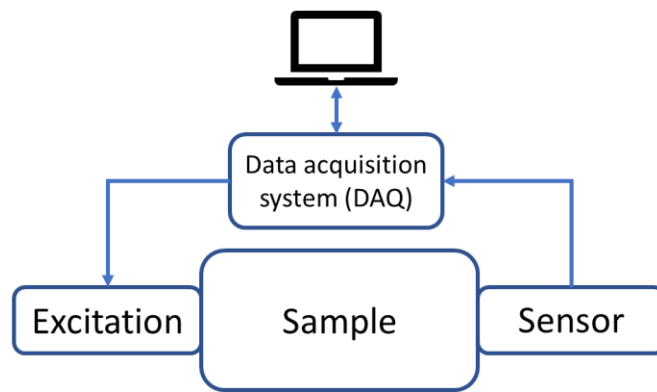 Data acquisition
system (DAQ)
Excitation
Sample
Sensor